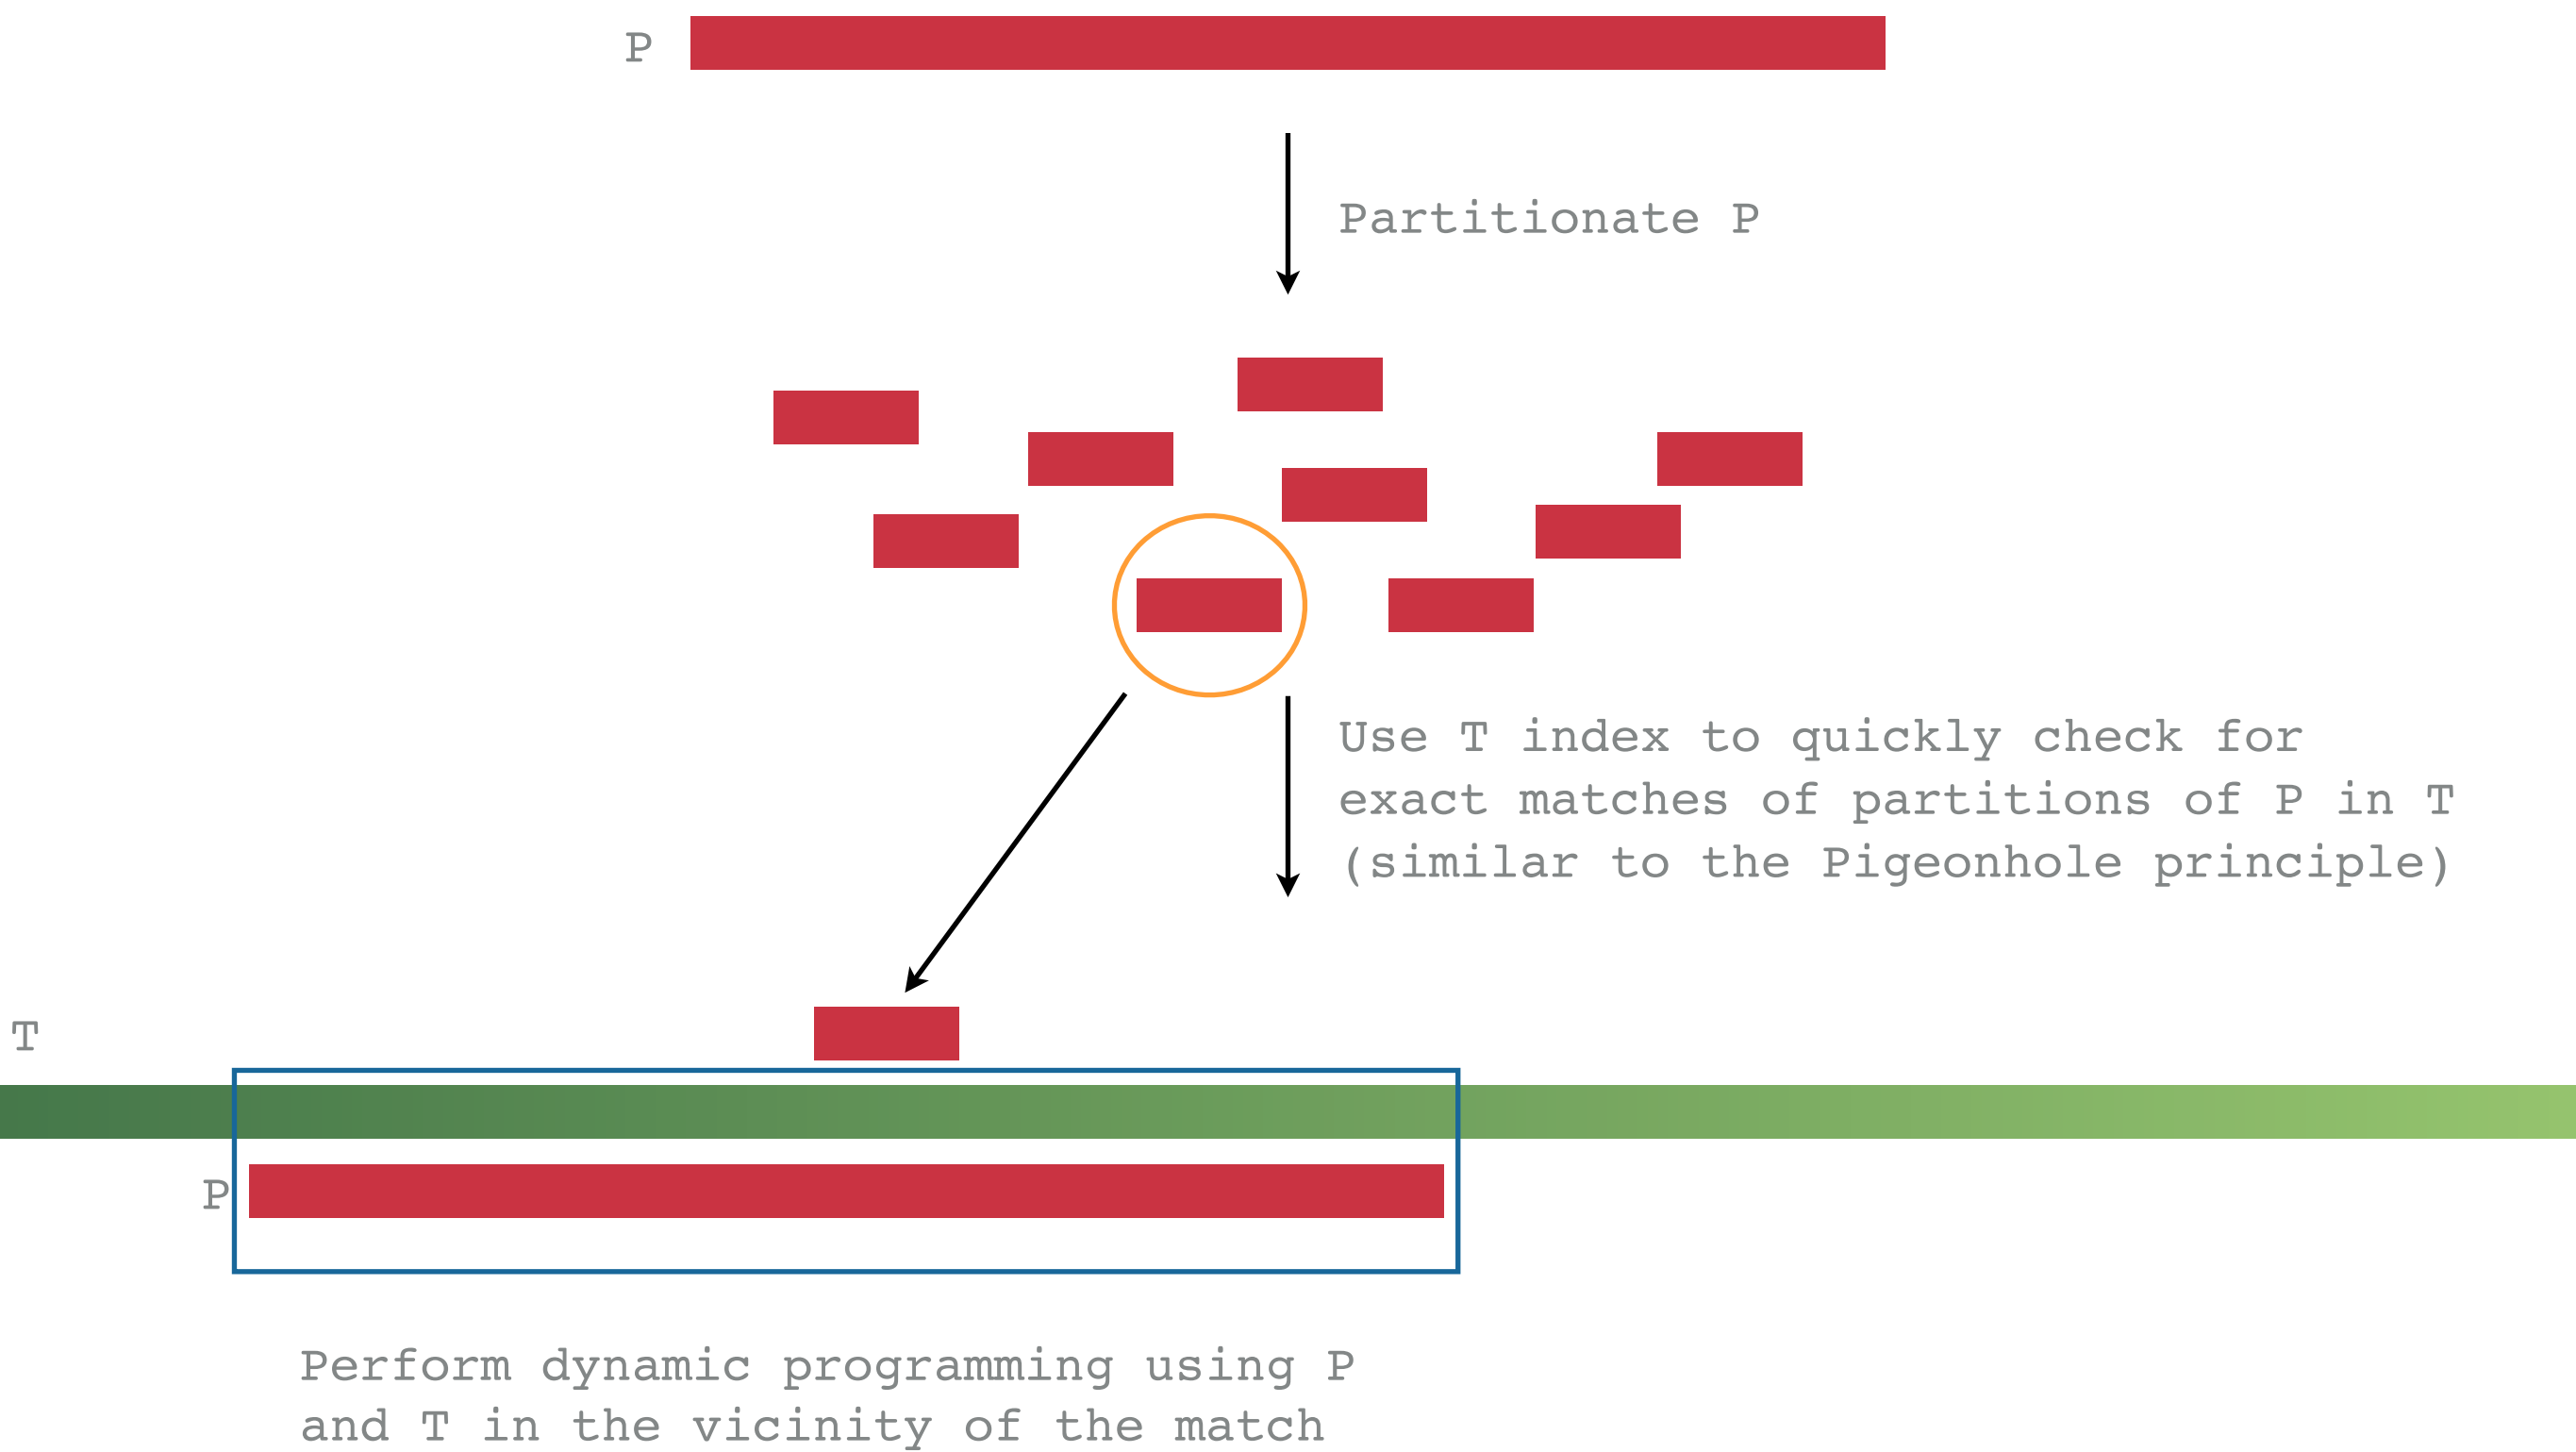 P
Partitionate P
Use T index to quickly check for
exact matches of partitions of P in T
(similar to the Pigeonhole principle)
T
P
Perform dynamic programming using P
and T in the vicinity of the match